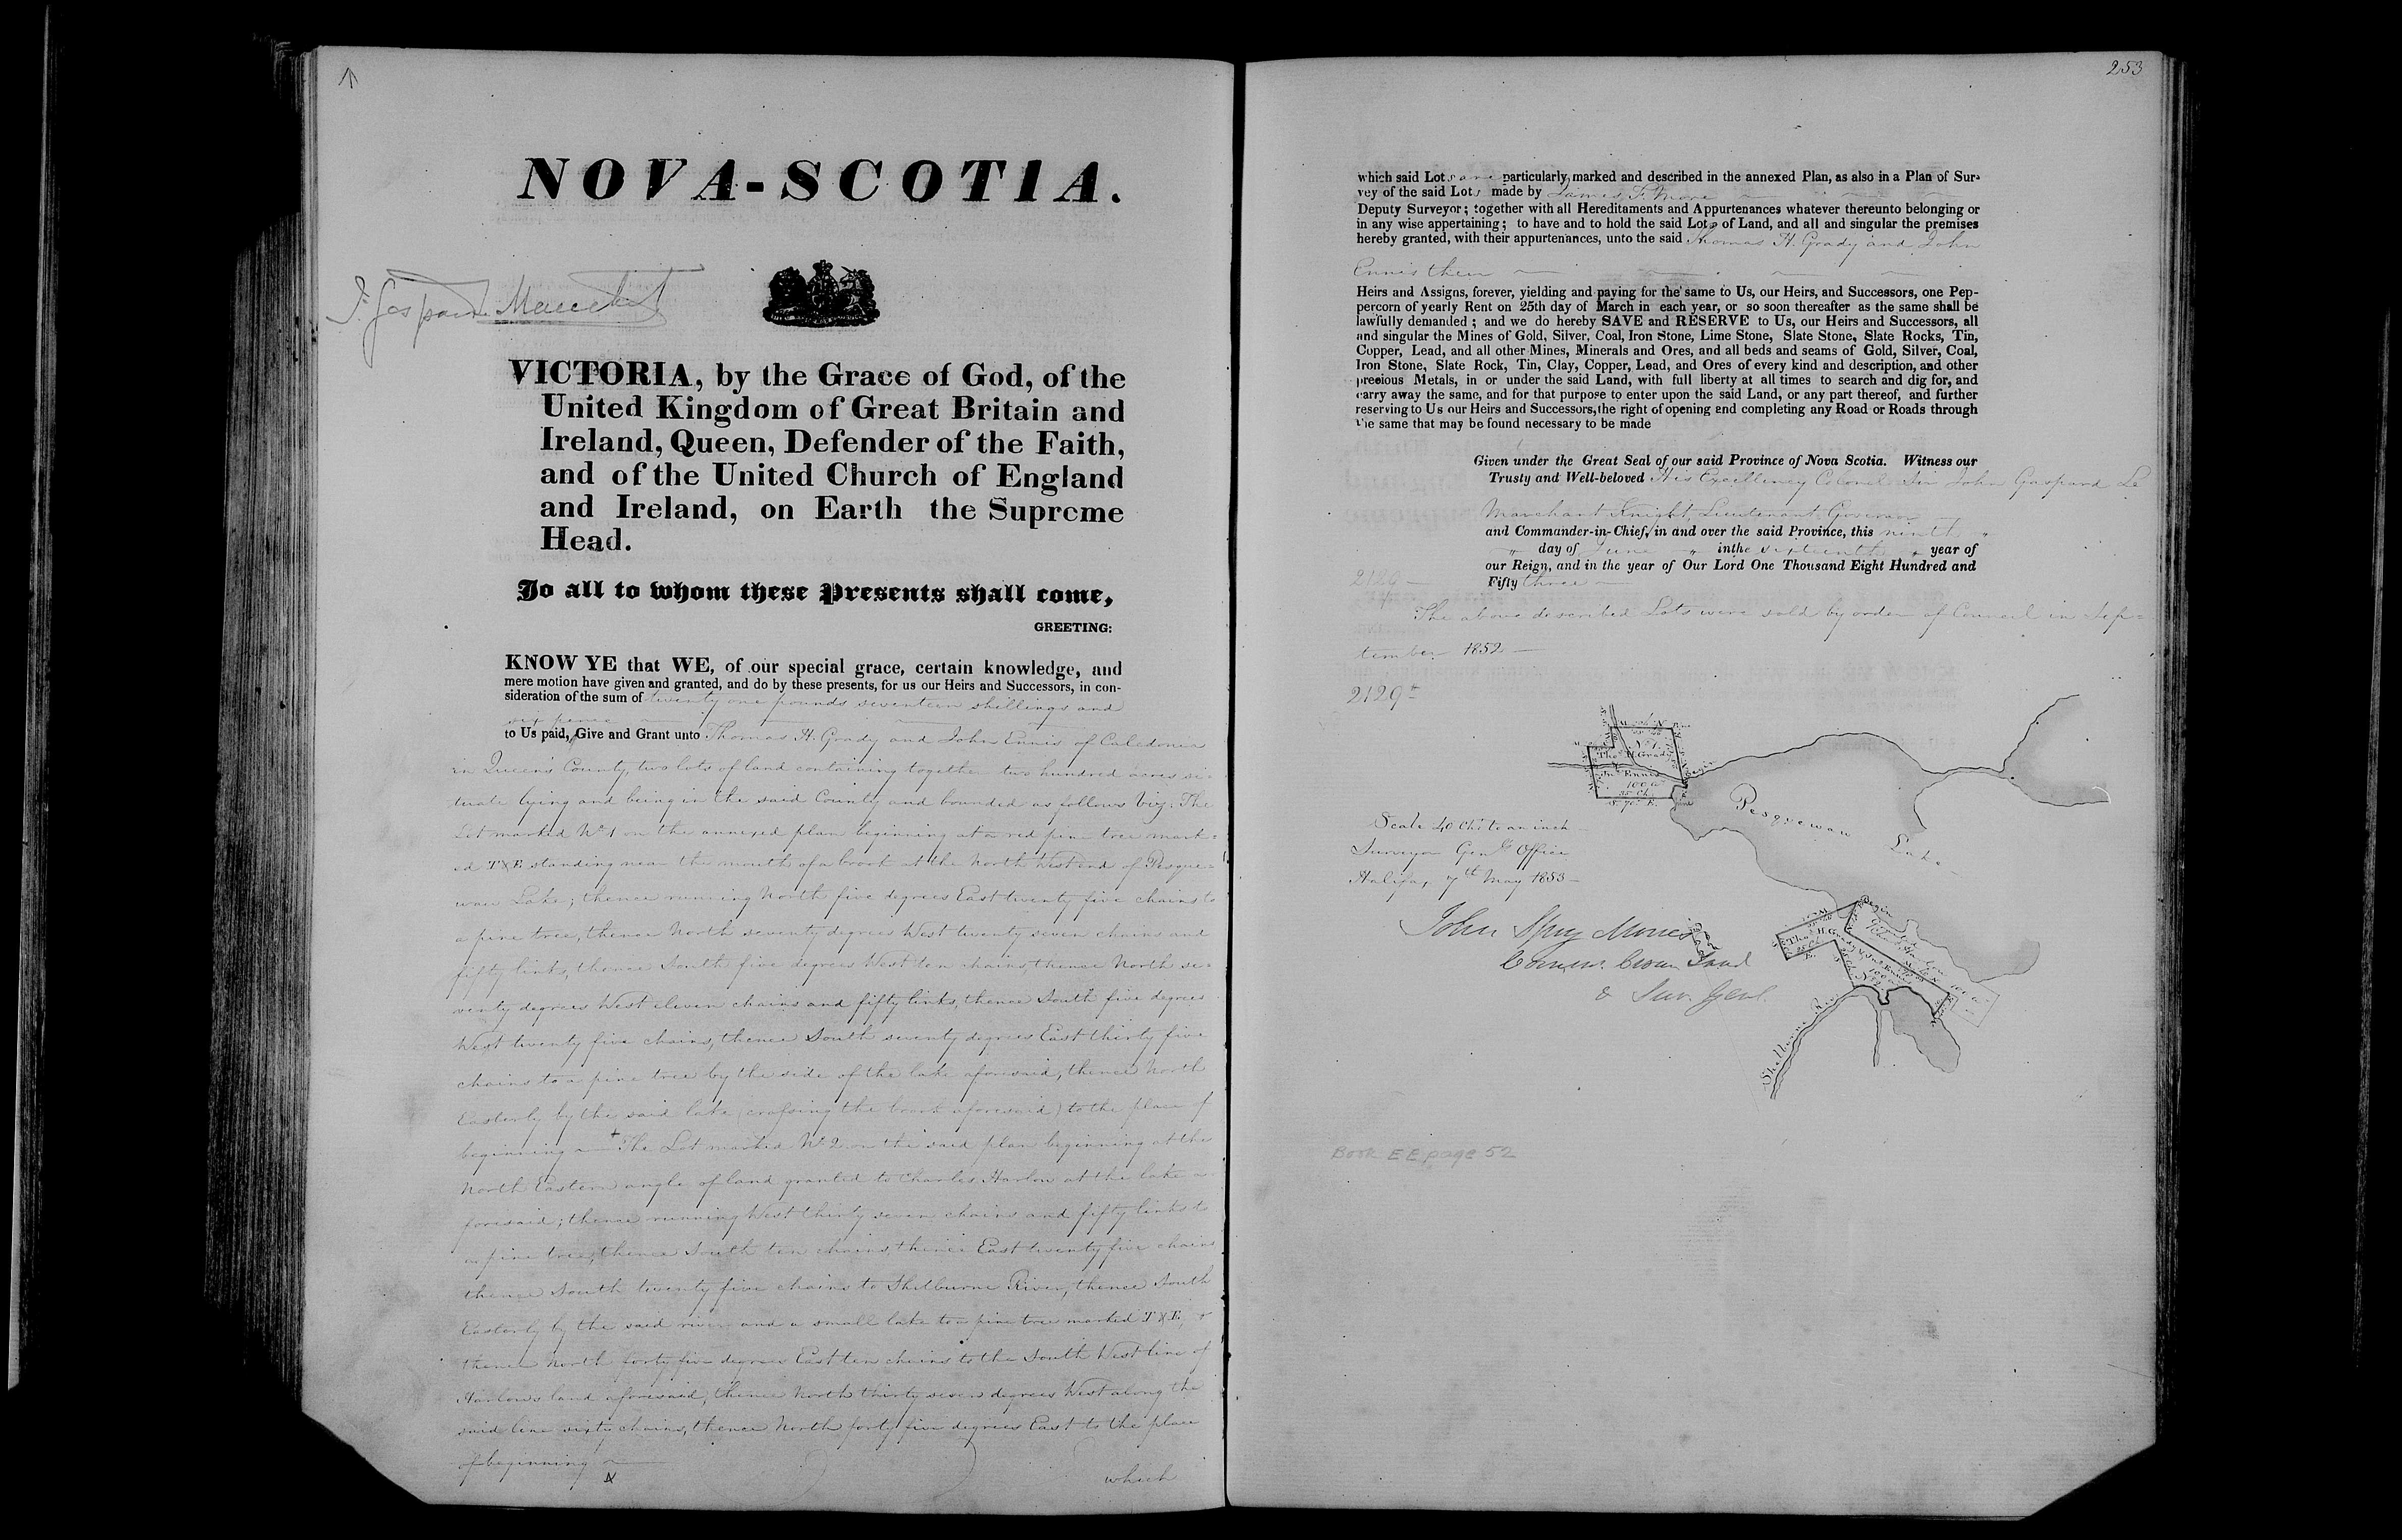 NOVA-SCOTIA.
J. Gaspard Le Marchant
VICTORIA, by the Grace of God, of the
United Kingdom of Great Britain and
Ireland, Queen, Defender of the Faith,
and of the United Church of England
and Ireland, on Earth the Supreme
Head.
To all to whom these Presents shall come,
GREETING:
KNOW YE that WE, of our special grace, certain knowledge, and
mere motion have given and granted, and do by these presents, for us our Heirs and Successors, in con-
sideration of the sum of twenty one pounds seventeen shillings and
six pence
to Us paid, Give and Grant unto Thomas H. Grady and John Ennis of Caledonia
in Queen's County, two lots of land containing together two hundred acres si-
tuate lying and being in the said County and bounded as follows Viz: The
Lot marked No 1 on the annexed plan beginning at a red pine tree mark-
ed T X E standing near the mouth of a brook at the North West end of Pesque-
waw Lake; thence running North five degrees East twenty five chains to
a pine tree, thence North seventy degrees West twenty seven chains and
fifty links, thence South five degrees West ten chains, thence North se-
venty degrees West eleven chains and fifty links, thence South five degrees
West twenty five chains, thence South seventy degrees East thirty five
chains to a pine tree by the side of the lake aforesaid, thence North
Easterly by the said lake (crossing the brook aforesaid) to the place of
beginning The Lot marked No 2 on the said plan beginning at the
North Eastern angle of land granted to Charles Harlow at the lake a-
foresaid; thence running West thirty seven chains and fifty links to
a pine tree, thence South ten chains, thence East twenty five chains
thence South twenty five chains to Shelburne River, thence South
Easterly by the said river and a small lake to a pine tree marked T X E,
thence North forty five degrees East ten chains to the South West line of
Harlows land aforesaid, thence North thirty seven degrees West along the
said line sixty chains, thence North forty five degrees East to the place
of beginning
which
253
which said Lots are particularly marked and described in the annexed Plan, as also in a Plan of Sur-
vey of the said Lots made by James F. More
Deputy Surveyor; together with all Hereditaments and Appurtenances whatever thereunto belonging or
in any wise appertaining; to have and to hold the said Lots of Land, and all and singular the premises
hereby granted, with their appurtenances, unto the said Thomas H. Grady and John
Ennis their
Heirs and Assigns, forever, yielding and paying for the same to Us, our Heirs, and Successors, one Pep-
percorn of yearly Rent on 25th day of March in each year, or so soon thereafter as the same shall be
lawfully demanded; and we do hereby SAVE and RESERVE to Us, our Heirs and Successors, all
and singular the Mines of Gold, Silver, Coal, Iron Stone, Lime Stone, Slate Stone, Slate Rocks, Tin,
Copper, Lead, and all other Mines, Minerals and Ores, and all beds and seams of Gold, Silver, Coal,
Iron Stone, Slate Rock, Tin, Clay, Copper, Lead, and Ores of every kind and description, and other
precious Metals, in or under the said Land, with full liberty at all times to search and dig for, and
carry away the same, and for that purpose to enter upon the said Land, or any part thereof, and further
reserving to Us our Heirs and Successors, the right of opening and completing any Road or Roads through
the same that may be found necessary to be made
Given under the Great Seal of our said Province of Nova Scotia. Witness our
Trusty and Well-beloved His Excellency Colonel Sir John Gaspard Le
Marchant Knight, Lieutenant Governor
and Commander-in-Chief, in and over the said Province, this ninth
day of June in the sixteenth year of
our Reign, and in the year of Our Lord One Thousand Eight Hundred and
Fifty three
2129
The above described Lots were sold by order of Council in Sep-
tember 1852
2129
No 1
Thos H. Grady
Jno Ennis
100 a
35 Ch.
S. 70 E.
Begin
Pesquewaw Lake
Scale 40 Chs to an inch
Surveyor Genls Office
Halifax 7th May 1853
John Spry Morris
Commr. Crown Land
& Sur. Genl.
Begin
Thos H. Grady & Jno Ennis
100 a
No 2
Shelburne River
Book EE page 52